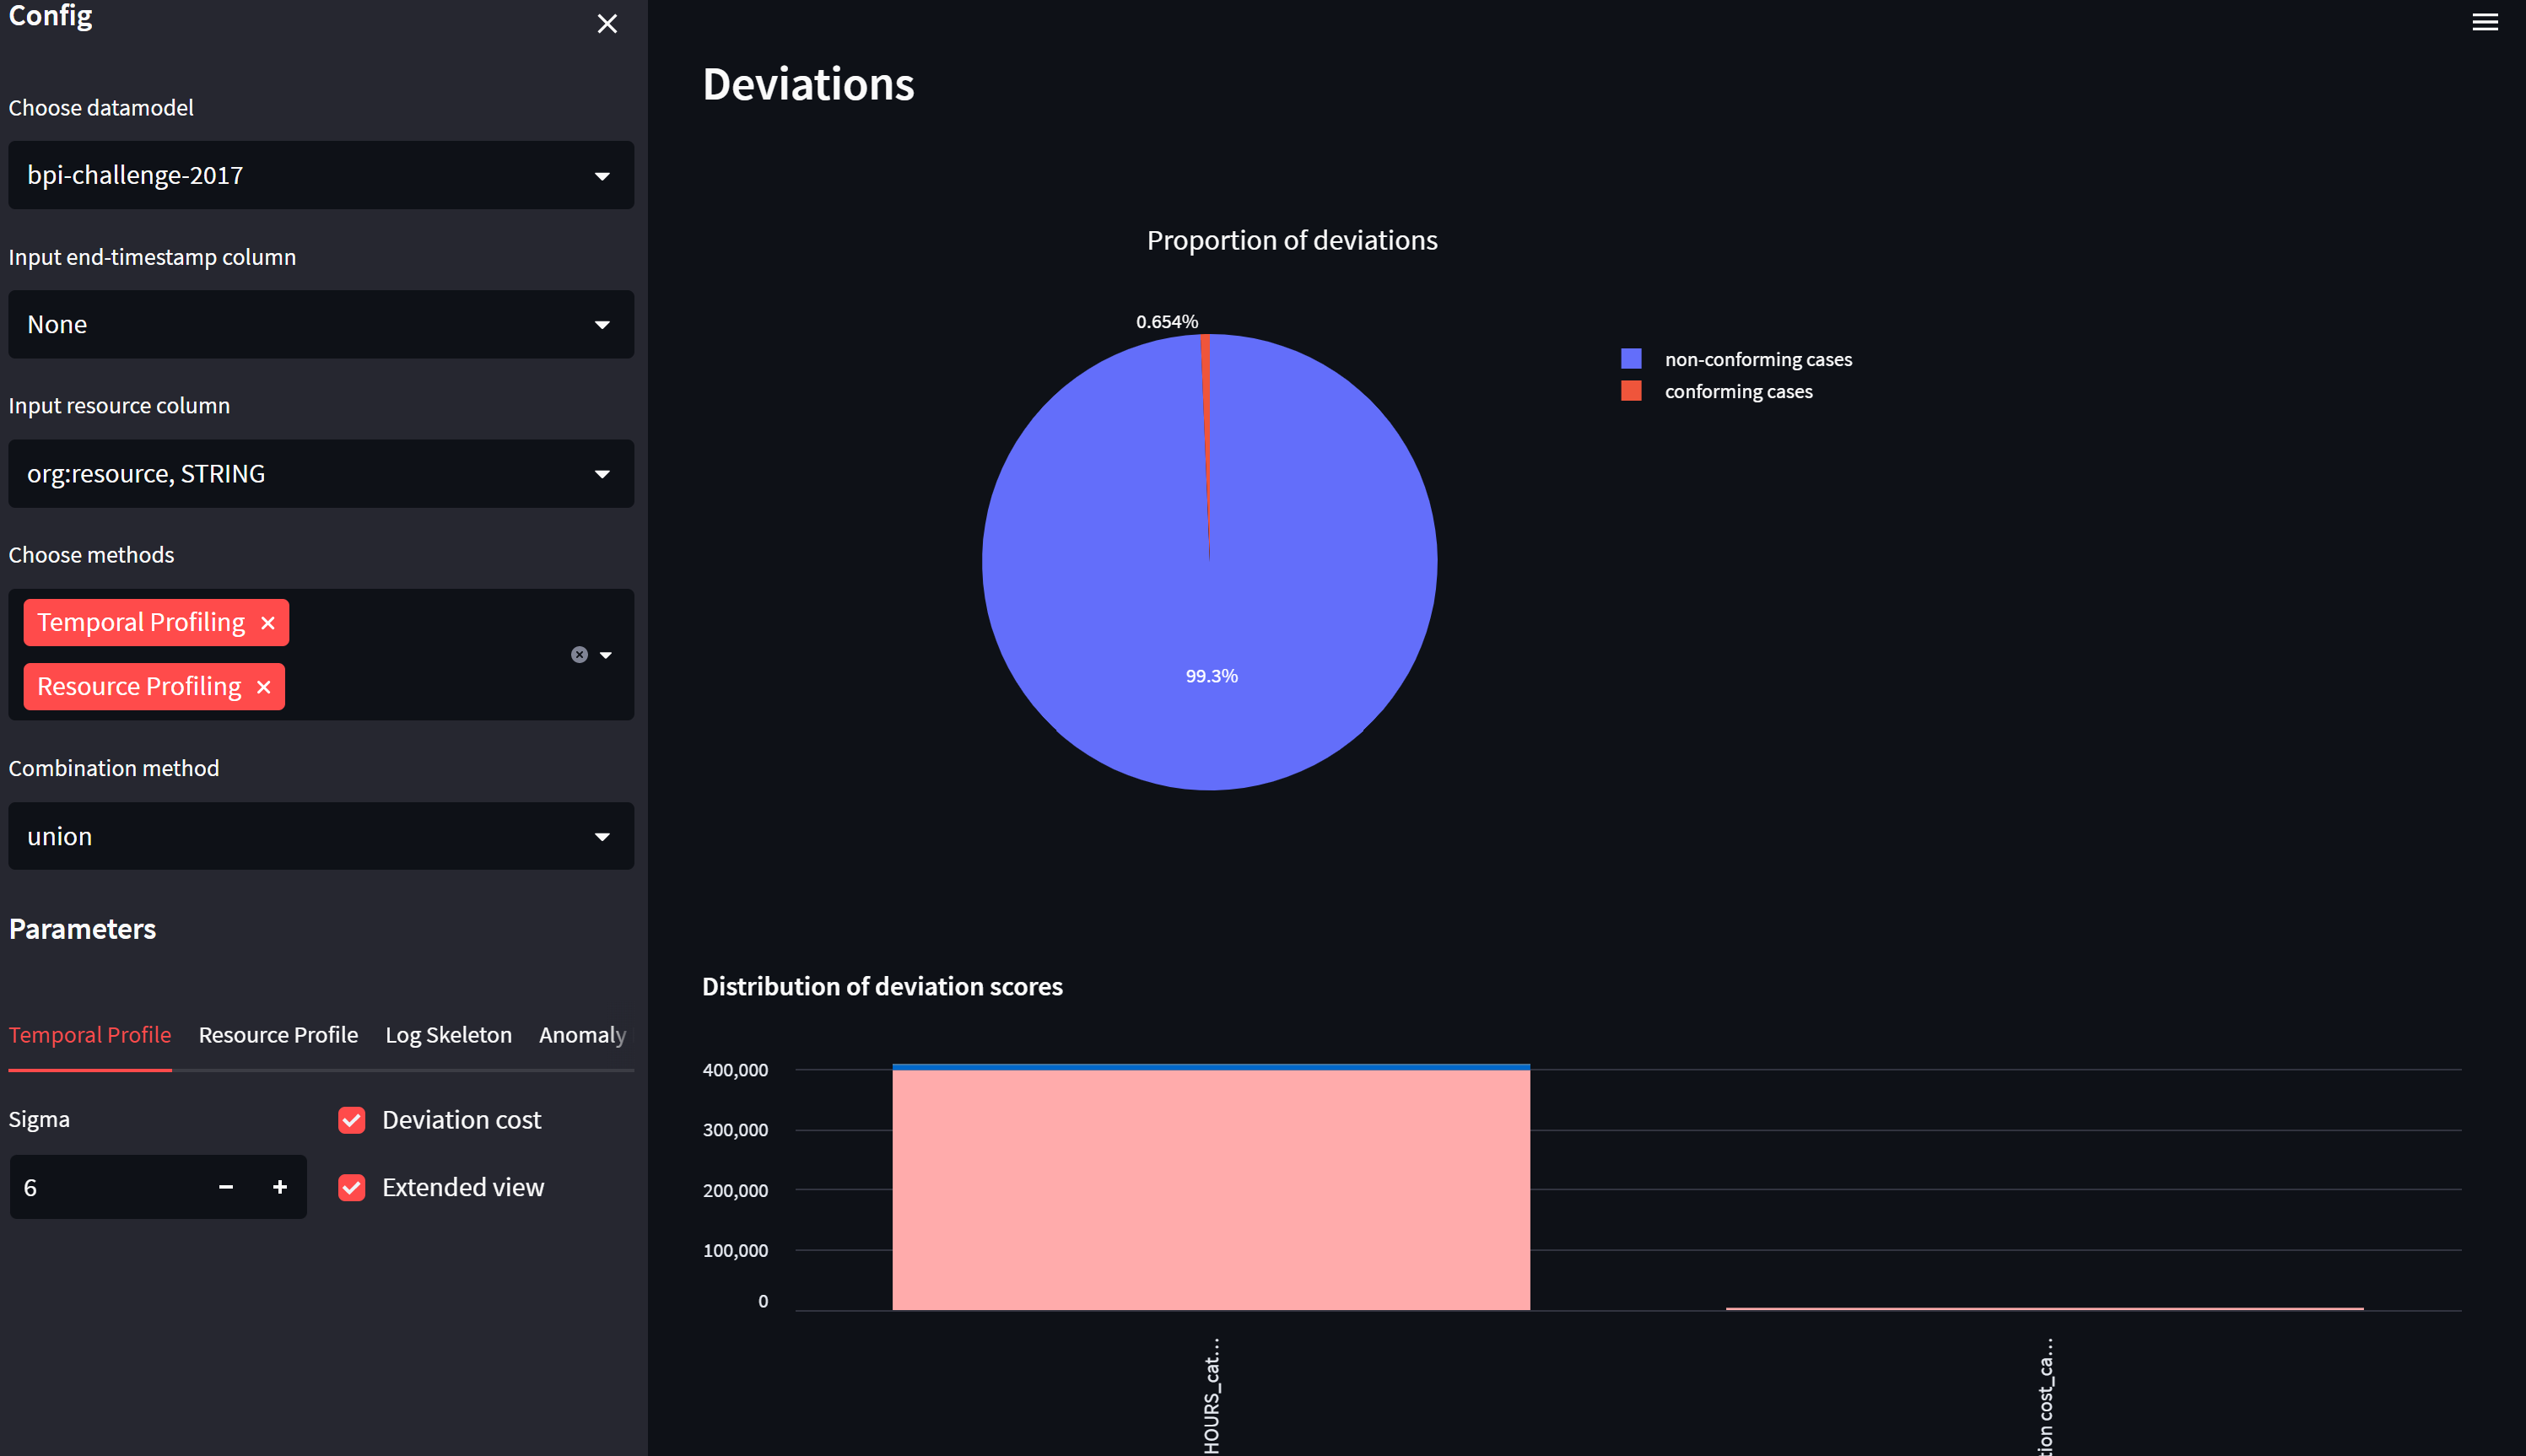 Config
Choose datamodel
bpi-challenge-2017
Input end-timestamp column
None
Input resource column
org:resource, STRING
Choose methods
Temporal Profiling
Resource Profiling
Combination method
union
Parameters
Temporal Profile Resource Profile Log Skeleton Anomaly
Sigma
6
Deviation cost
Extended view
Deviations
Proportion of deviations
0.654%
99.3%
non-conforming cases
conforming cases
Distribution of deviation scores
400,000
300,000
200,000
100,000
0
HOURS_cat...
tion cost_ca...